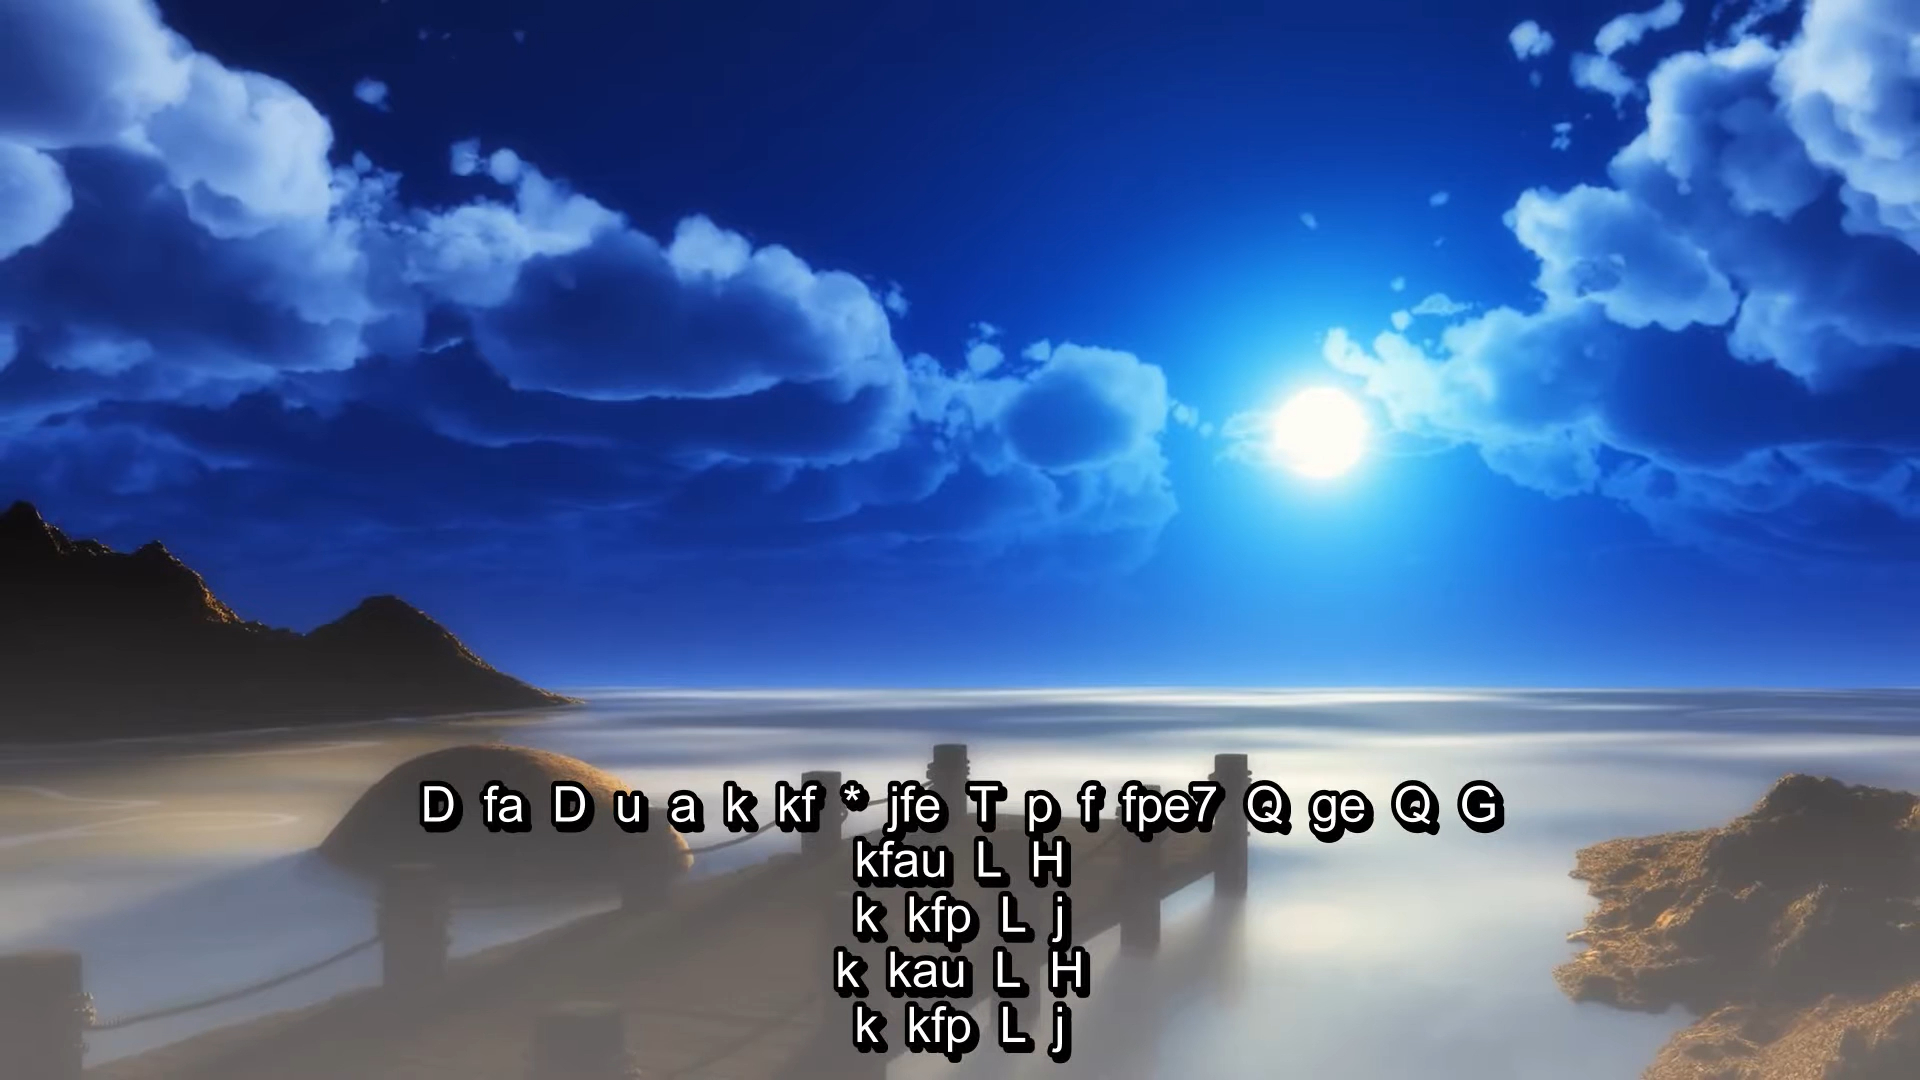 D fa D u a k kf * jfe T p f fpe7 Q ge Q G
kfau L H
k kfp L j
k kau L H
k kfp L j